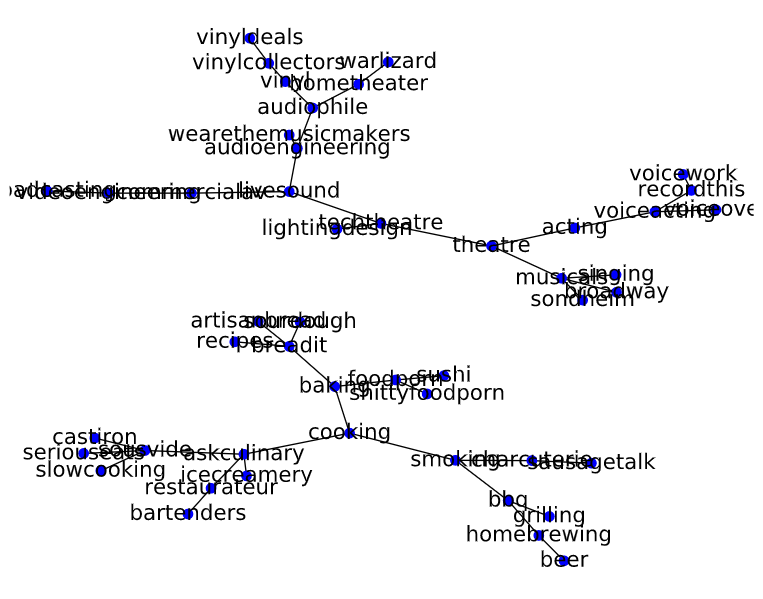 vinyldeals
vinylcollectors
warlizard
vinyl
hometheater
audiophile
wearethemusicmakers
audioengineering
voicework
recordthis
videoengineering
commercialav
livesound
voiceacting
techtheatre
lightingdesign
acting
theatre
singing
musicals
broadway
sondheim
artisanbread
sourdough
recipes
breadit
sushi
foodporn
baking
shittyfoodporn
cooking
castiron
sousvide
seriouseats
askculinary
smoking
charcuterie
sausagetalk
slowcooking
icecreamery
restaurateur
bbq
bartenders
grilling
homebrewing
beer